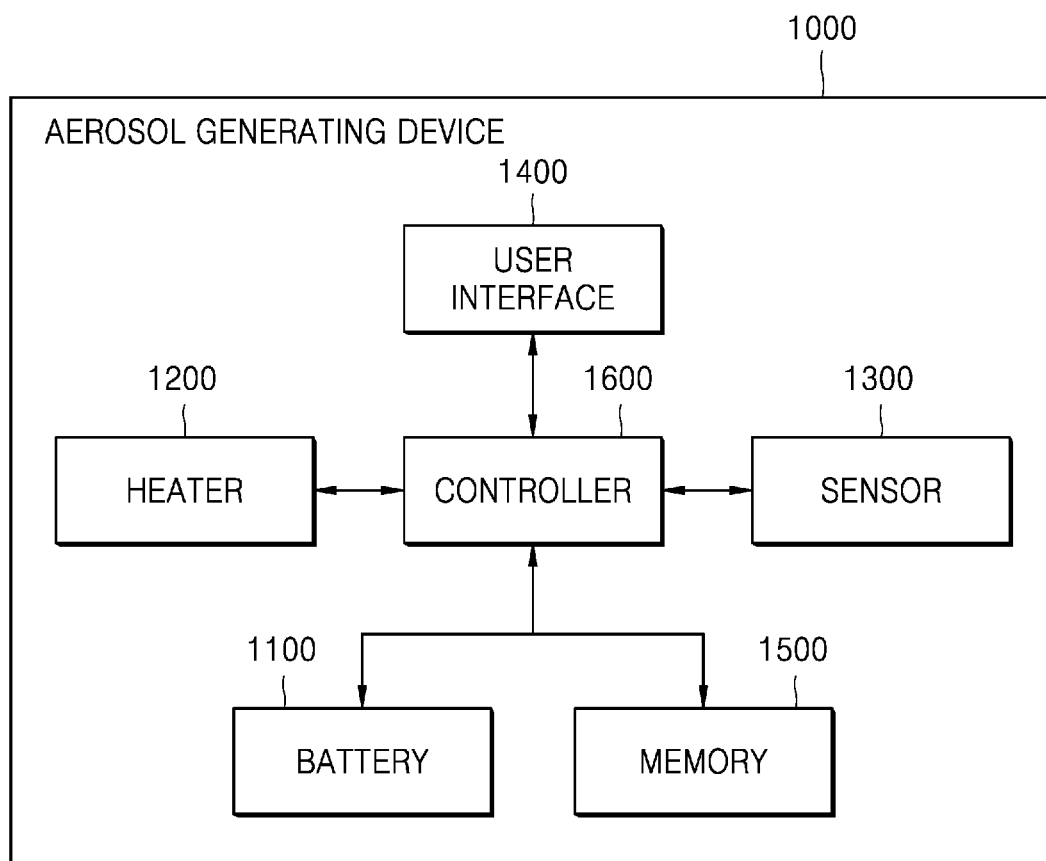 1000
AEROSOL GENERATING DEVICE
1400
USER
INTERFACE
1200
1600
1300
HEATER
CONTROLLER
SENSOR
1100
1500
BATTERY
MEMORY